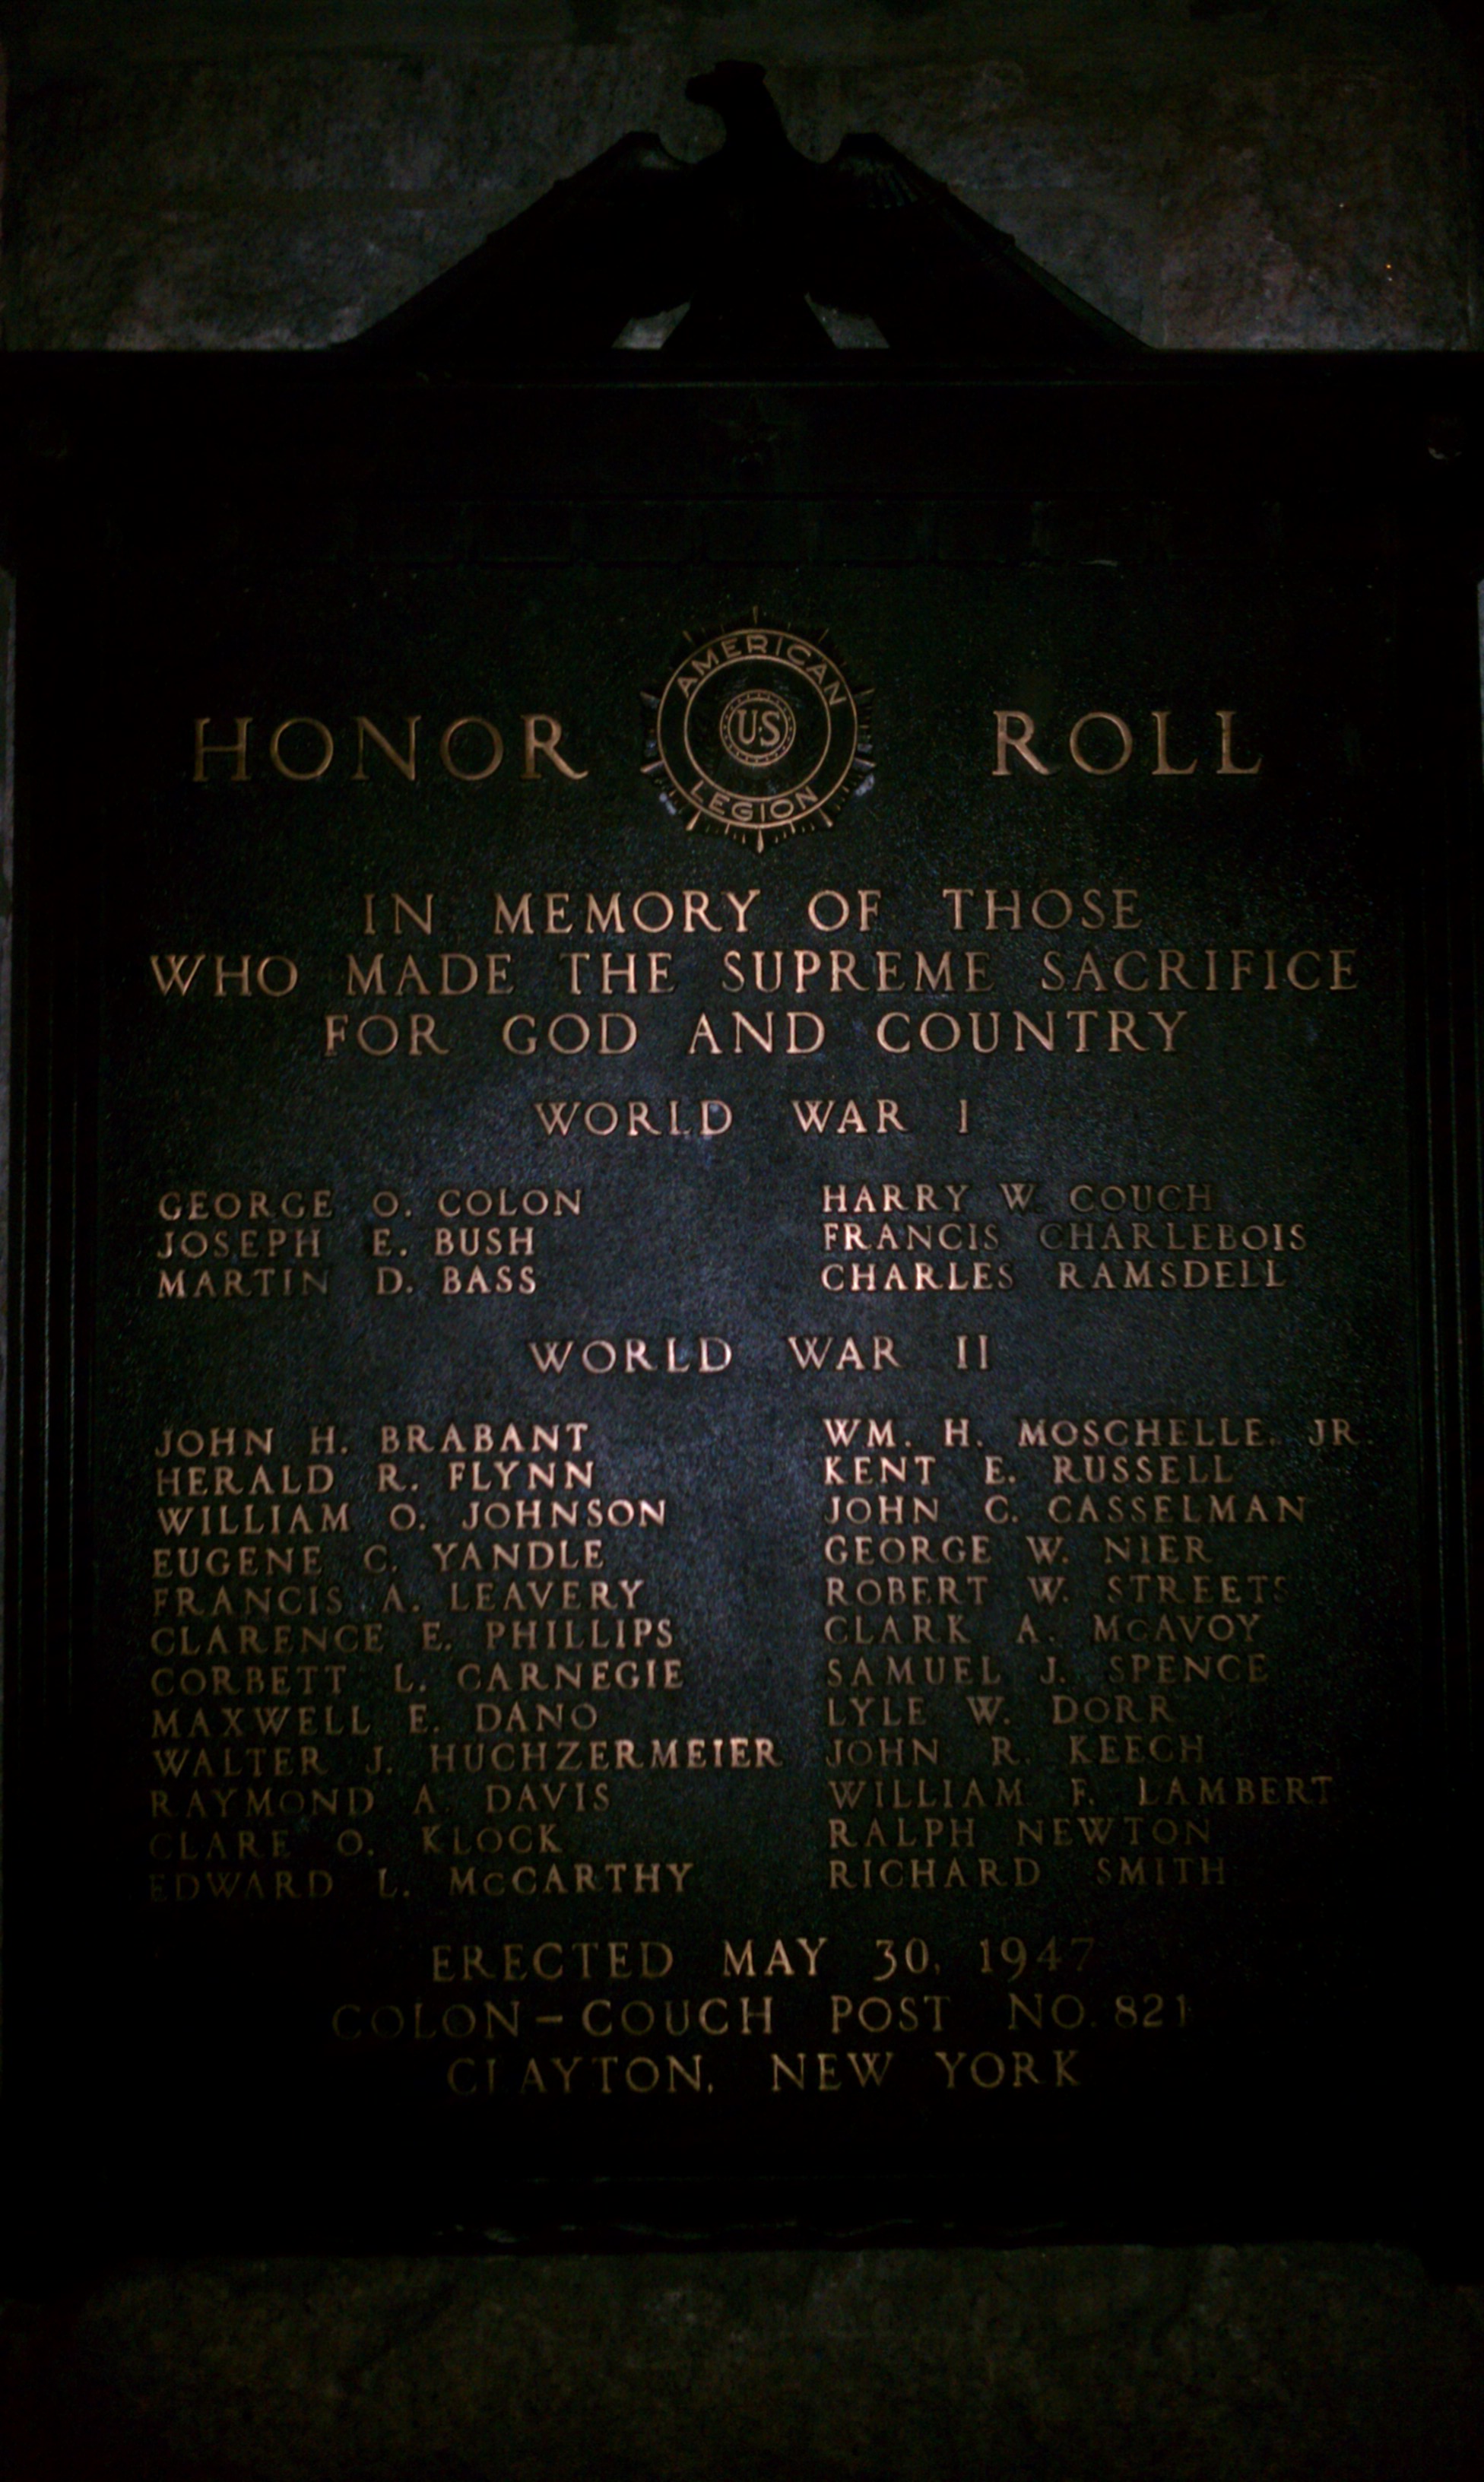 HONOR ROLL
AMERICAN
US
LEGION
IN MEMORY OF THOSE
WHO MADE THE SUPREME SACRIFICE
FOR GOD AND COUNTRY
WORLD WAR I
GEORGE O. COLON
JOSEPH E. BUSH
MARTIN D. BASS
HARRY W. COUCH
FRANCIS CHARLEBOIS
CHARLES RAMSDELL
WORLD WAR II
JOHN H. BRABANT
HERALD R. FLYNN
WILLIAM O. JOHNSON
EUGENE C. YANDLE
FRANCIS A. LEAVERY
CLARENCE E. PHILLIPS
CORBETT L. CARNEGIE
MAXWELL E. DANO
WALTER J. HUCHZERMEIER
RAYMOND A. DAVIS
CLARE O. KLOCK
EDWARD L. McCARTHY
WM. H. MOSCHELLE, JR.
KENT E. RUSSELL
JOHN C. CASSELMAN
GEORGE W. NIER
ROBERT W. STREETS
CLARK A. McAVOY
SAMUEL J. SPENCE
LYLE W. DORR
JOHN R. KEECH
WILLIAM F. LAMBERT
RALPH NEWTON
RICHARD SMITH
ERECTED MAY 30, 1947
COLON-COUCH POST NO. 821
CLAYTON, NEW YORK